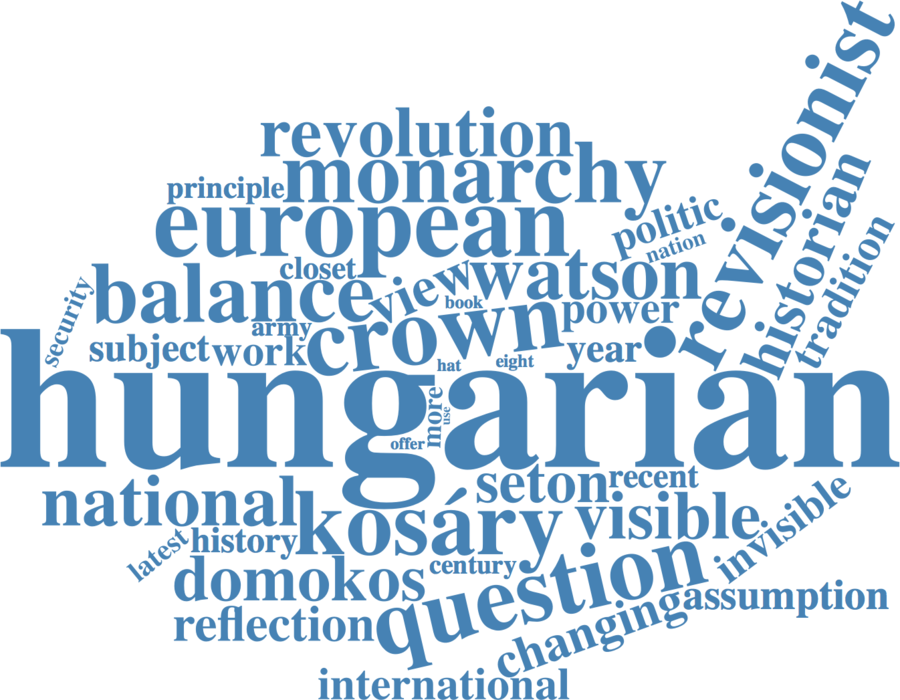 revisionist
revolution
monarchy
principle
historian
european
politic
nation
tradition
closet
view
watson
balance
security
book
power
army
crown
subject
work
hat
eight
year
hungarian
more
use
offer
seton
recent
national
kosáry
visible
invisible
latest
history
century
domokos
question
assumption
reflection
changing
international